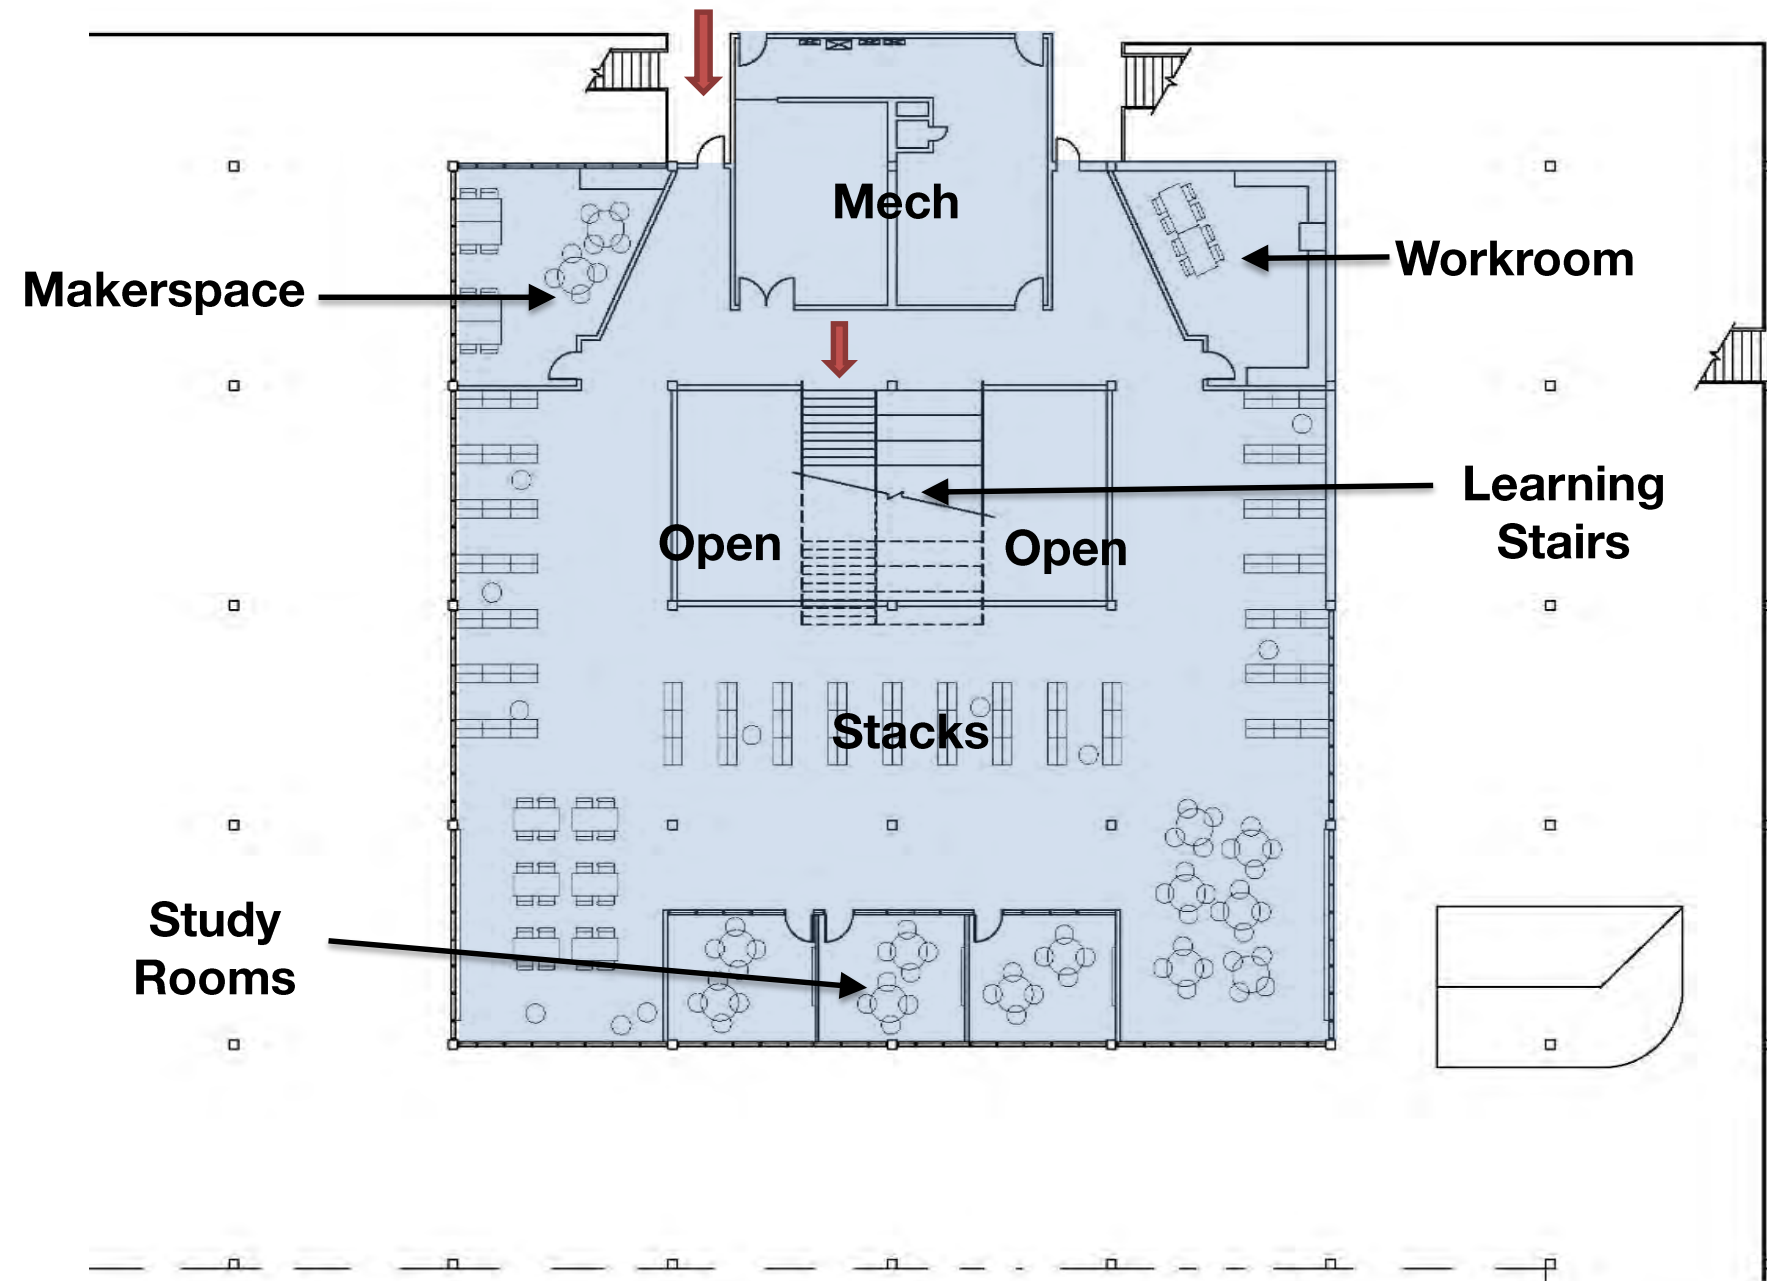 Mech
Workroom
Makerspace
Learning
Stairs
Open
Open
Stacks
Study
Rooms